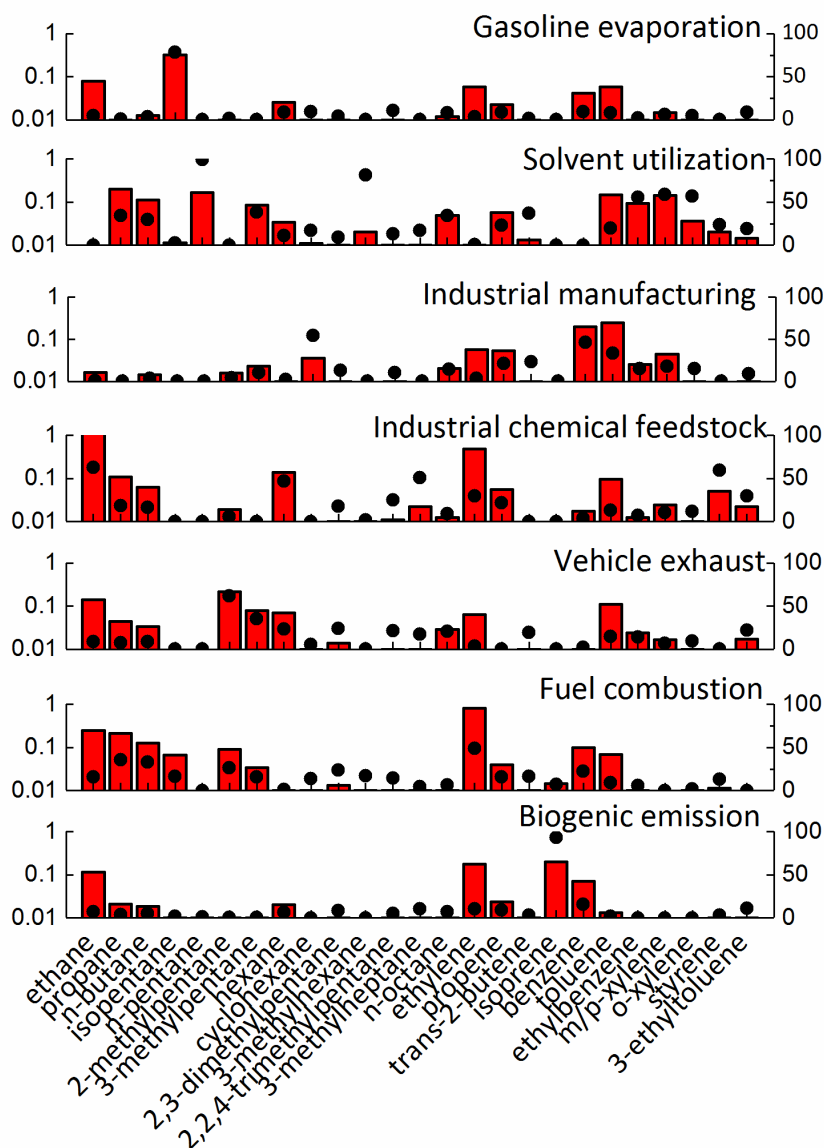 Gasoline evaporation
1
0.1
0.01
100
50
0
Solvent utilization
1
0.1
0.01
100
50
0
Industrial manufacturing
1
0.1
0.01
100
50
0
Industrial chemical feedstock
1
0.1
0.01
100
50
0
Vehicle exhaust
1
0.1
0.01
100
50
0
Fuel combustion
1
0.1
0.01
100
50
0
Biogenic emission
0.1
0.01
100
50
0
ethane
propane
n-butane
isopentane
n-pentane
2-methylpentane
3-methylpentane
hexane
cyclohexane
2,3-dimethylpentane
3-methylhexane
2,2,4-trimethylpentane
3-methylheptane
n-octane
ethylene
propene
trans-2-butene
isoprene
benzene
toluene
ethylbenzene
m/p-xylene
o-xylene
styrene
3-ethyltoluene